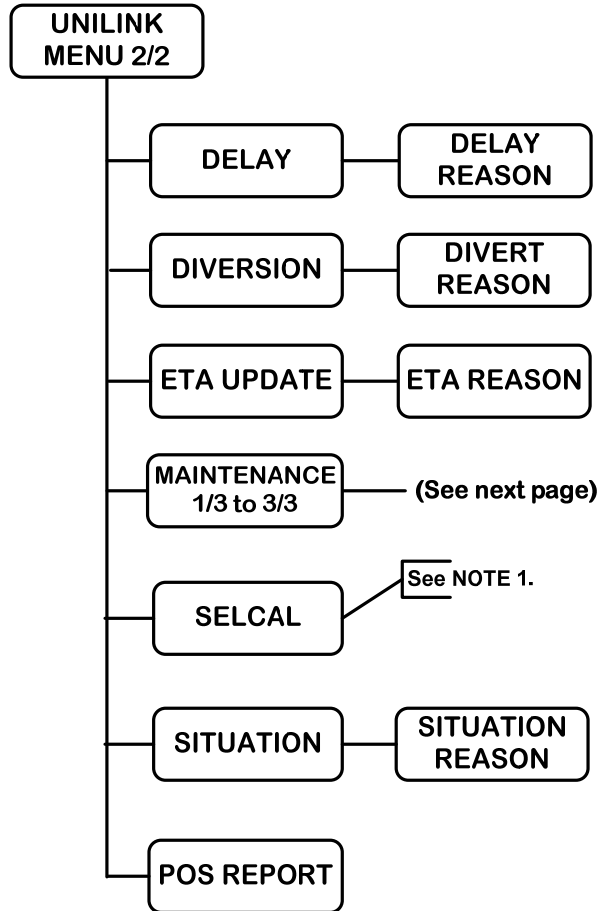 UNILINK
MENU 2/2
DELAY
DELAY
REASON
DIVERSION
DIVERT
REASON
ETA UPDATE
ETA REASON
MAINTENANCE
1/3 to 3/3
(See next page)
SELCAL
See NOTE 1.
SITUATION
SITUATION
REASON
POS REPORT